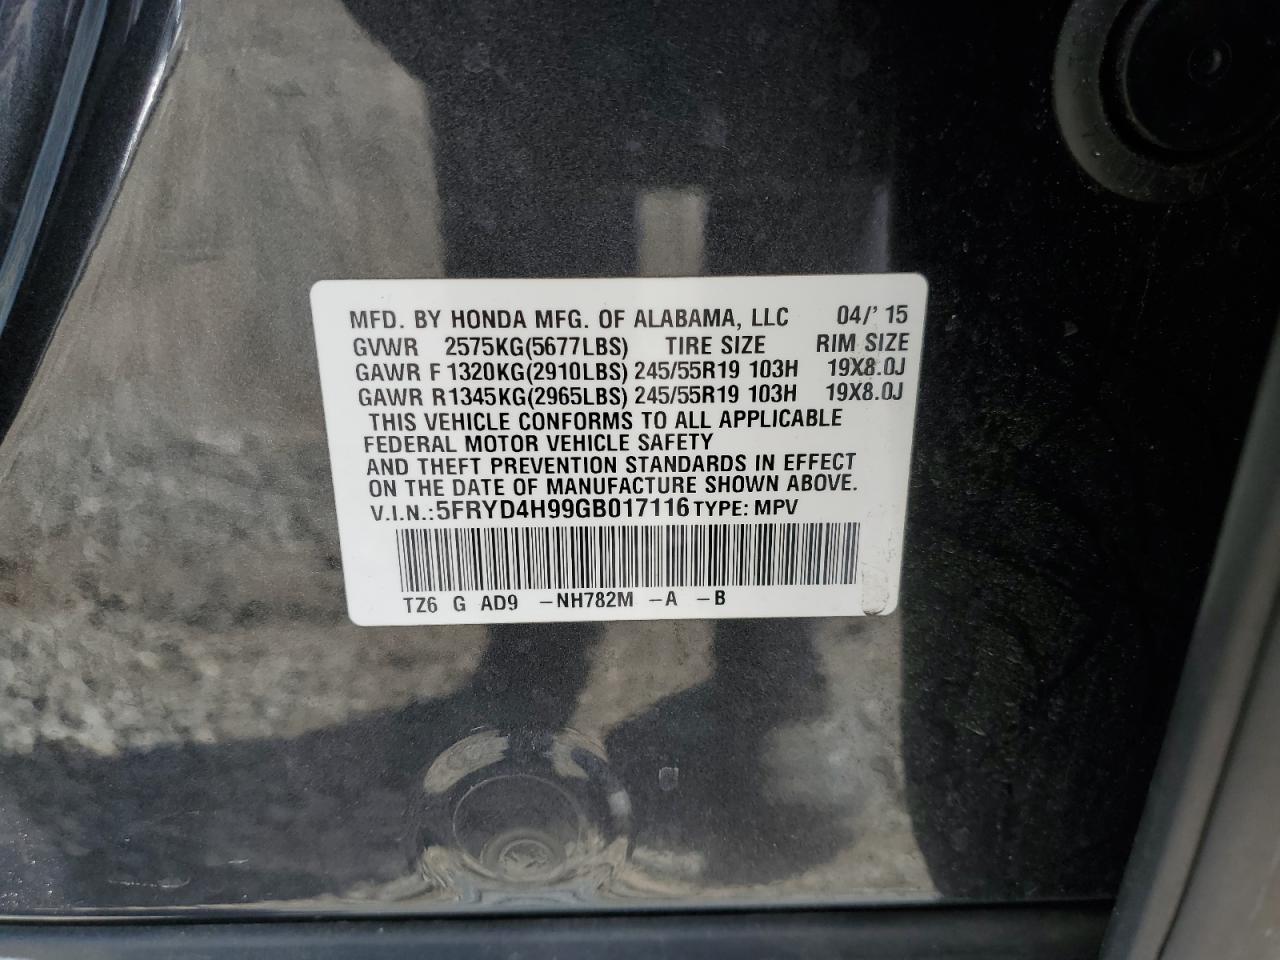 MFD. BY HONDA MFG. OF ALABAMA, LLC 04/'15
GVWR 2575KG(5677LBS) TIRE SIZE RIM SIZE
GAWR F 1320KG(2910LBS) 245/55R19 103H 19X8.0J
GAWR R1345KG(2965LBS) 245/55R19 103H 19X8.0J
THIS VEHICLE CONFORMS TO ALL APPLICABLE
FEDERAL MOTOR VEHICLE SAFETY
AND THEFT PREVENTION STANDARDS IN EFFECT
ON THE DATE OF MANUFACTURE SHOWN ABOVE.
V.I.N.: 5FRYD4H99GB017116 TYPE: MPV
TZ6 G AD9 -NH782M -A -B